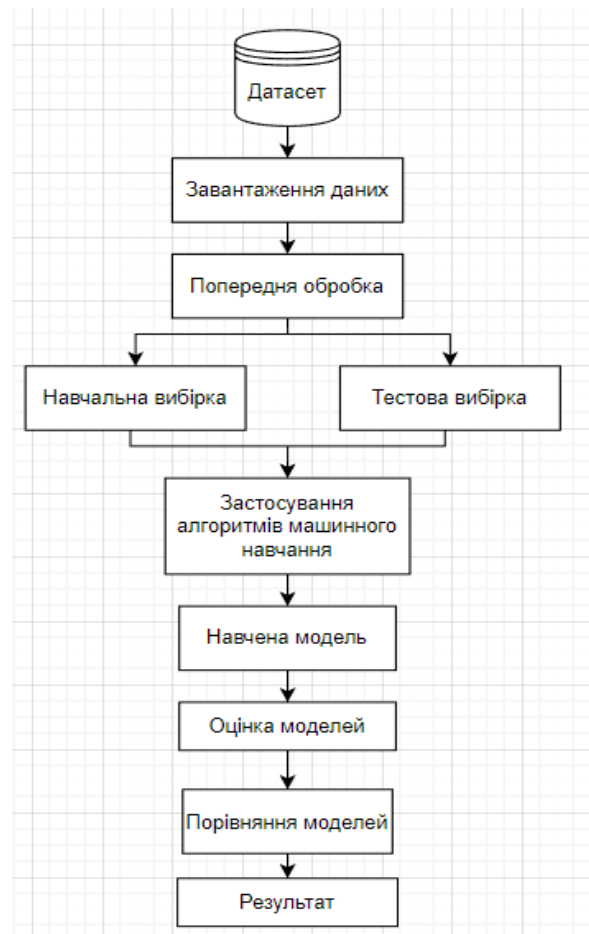 Датасет
Завантаження даних
Попередня обробка
Навчальна вибірка
Тестова вибірка
Застосування
алгоритмів машинного
навчання
Навчена модель
Оцінка моделей
Порівняння моделей
Результат